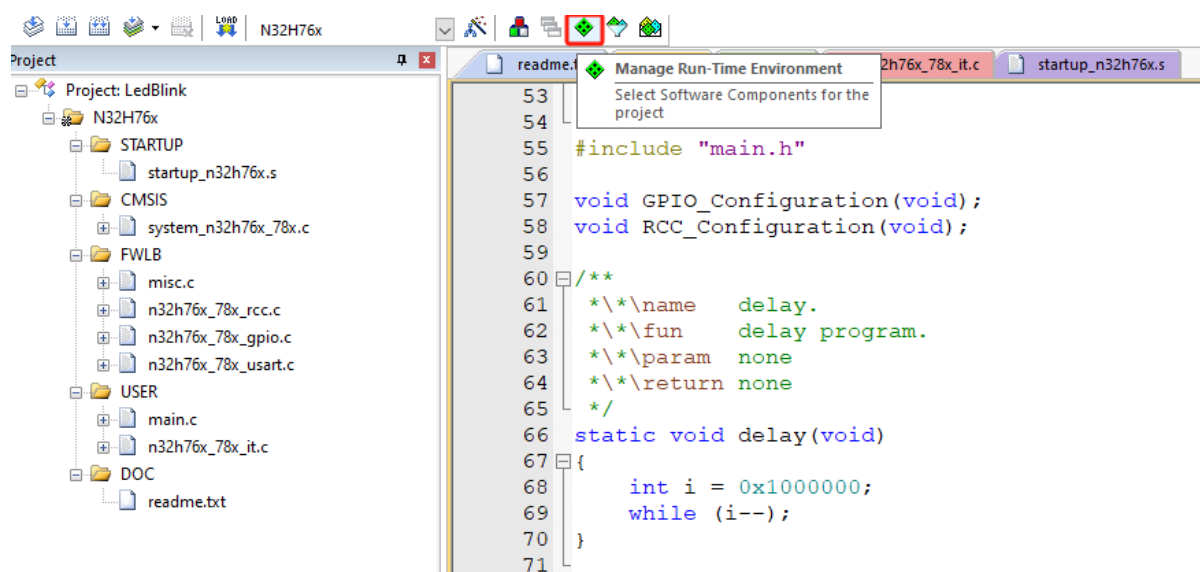 LOAD
N32H76x
Project
readme.t
2h76x_78x_it.c
startup_n32h76x.s
Manage Run-Time Environment
Select Software Components for the
project
Project: LedBlink
N32H76x
STARTUP
startup_n32h76x.s
CMSIS
system_n32h76x_78x.c
FWLB
misc.c
n32h76x_78x_rcc.c
n32h76x_78x_gpio.c
n32h76x_78x_usart.c
USER
main.c
n32h76x_78x_it.c
DOC
readme.txt
53
54
55 #include "main.h"
56
57 void GPIO_Configuration(void);
58 void RCC_Configuration(void);
59
60 /**
61 *\*\name delay.
62 *\*\fun delay program.
63 *\*\param none
64 *\*\return none
65 */
66 static void delay(void)
67 {
68 int i = 0x1000000;
69 while (i--);
70 }
71